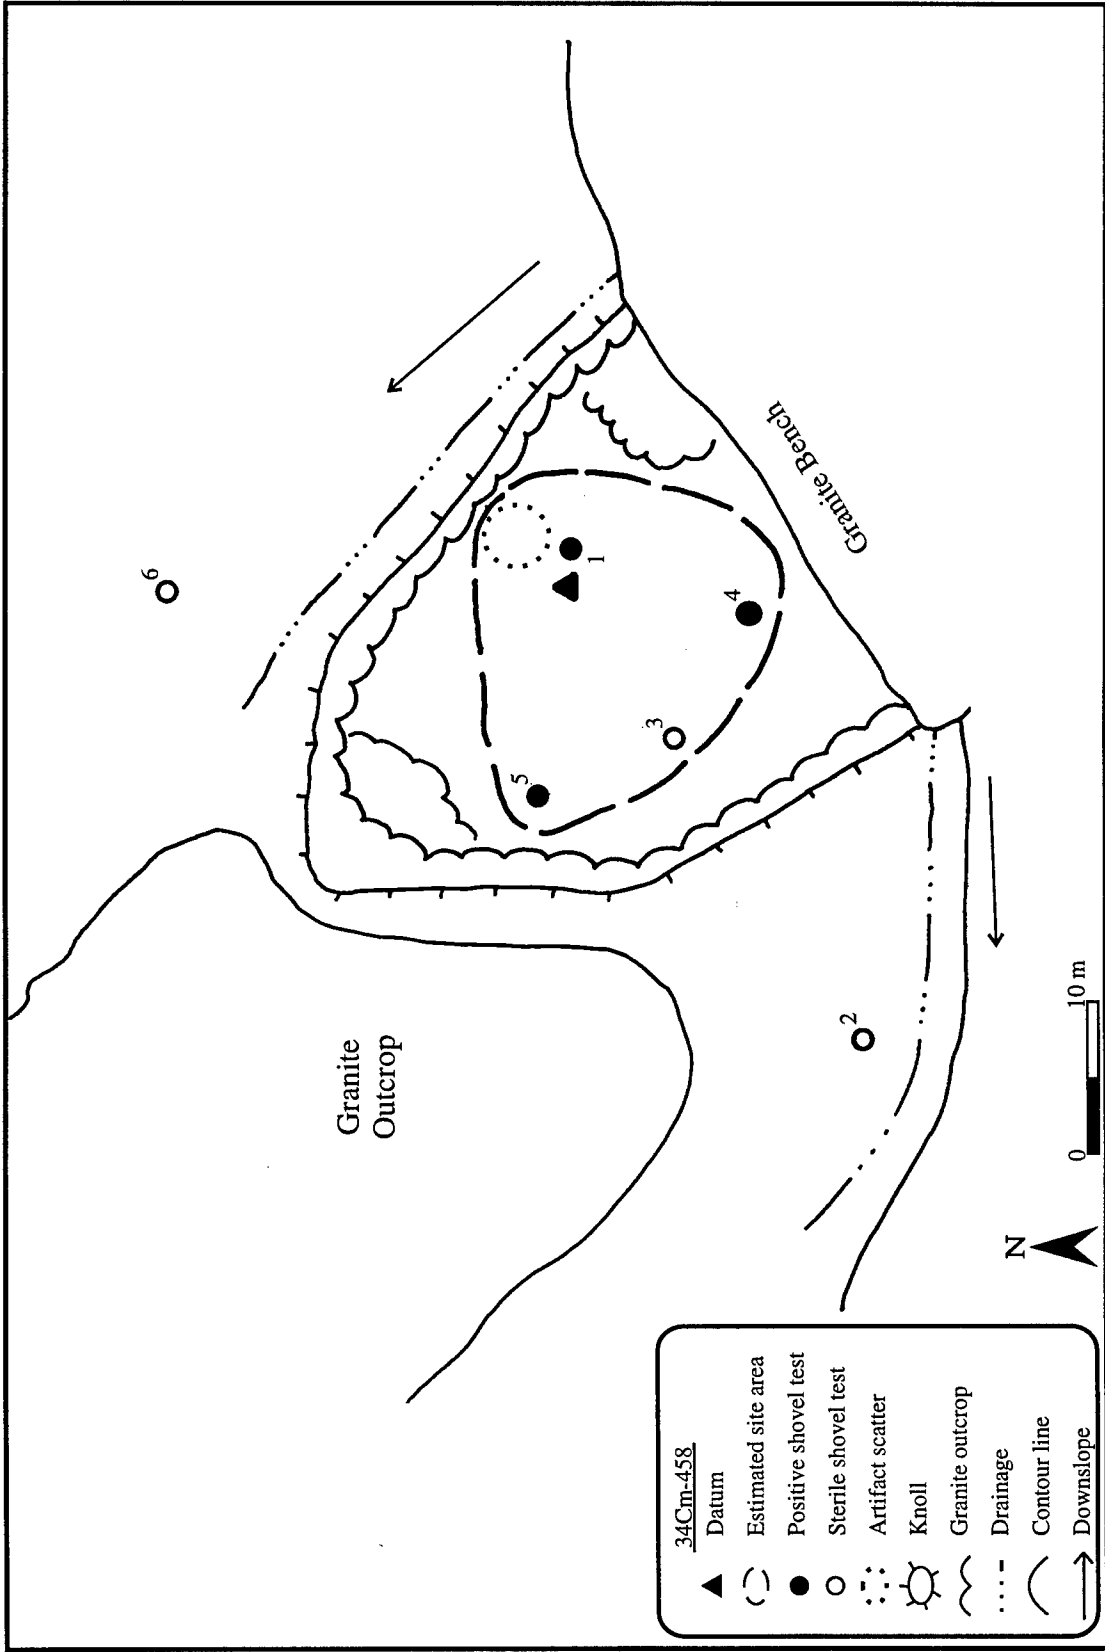 6
5
1
3
4
2
Granite
Outcrop
Granite Bench
N
0 10 m
34Cm-458
Datum
Estimated site area
Positive shovel test
Sterile shovel test
Artifact scatter
Knoll
Granite outcrop
Drainage
Contour line
Downslope